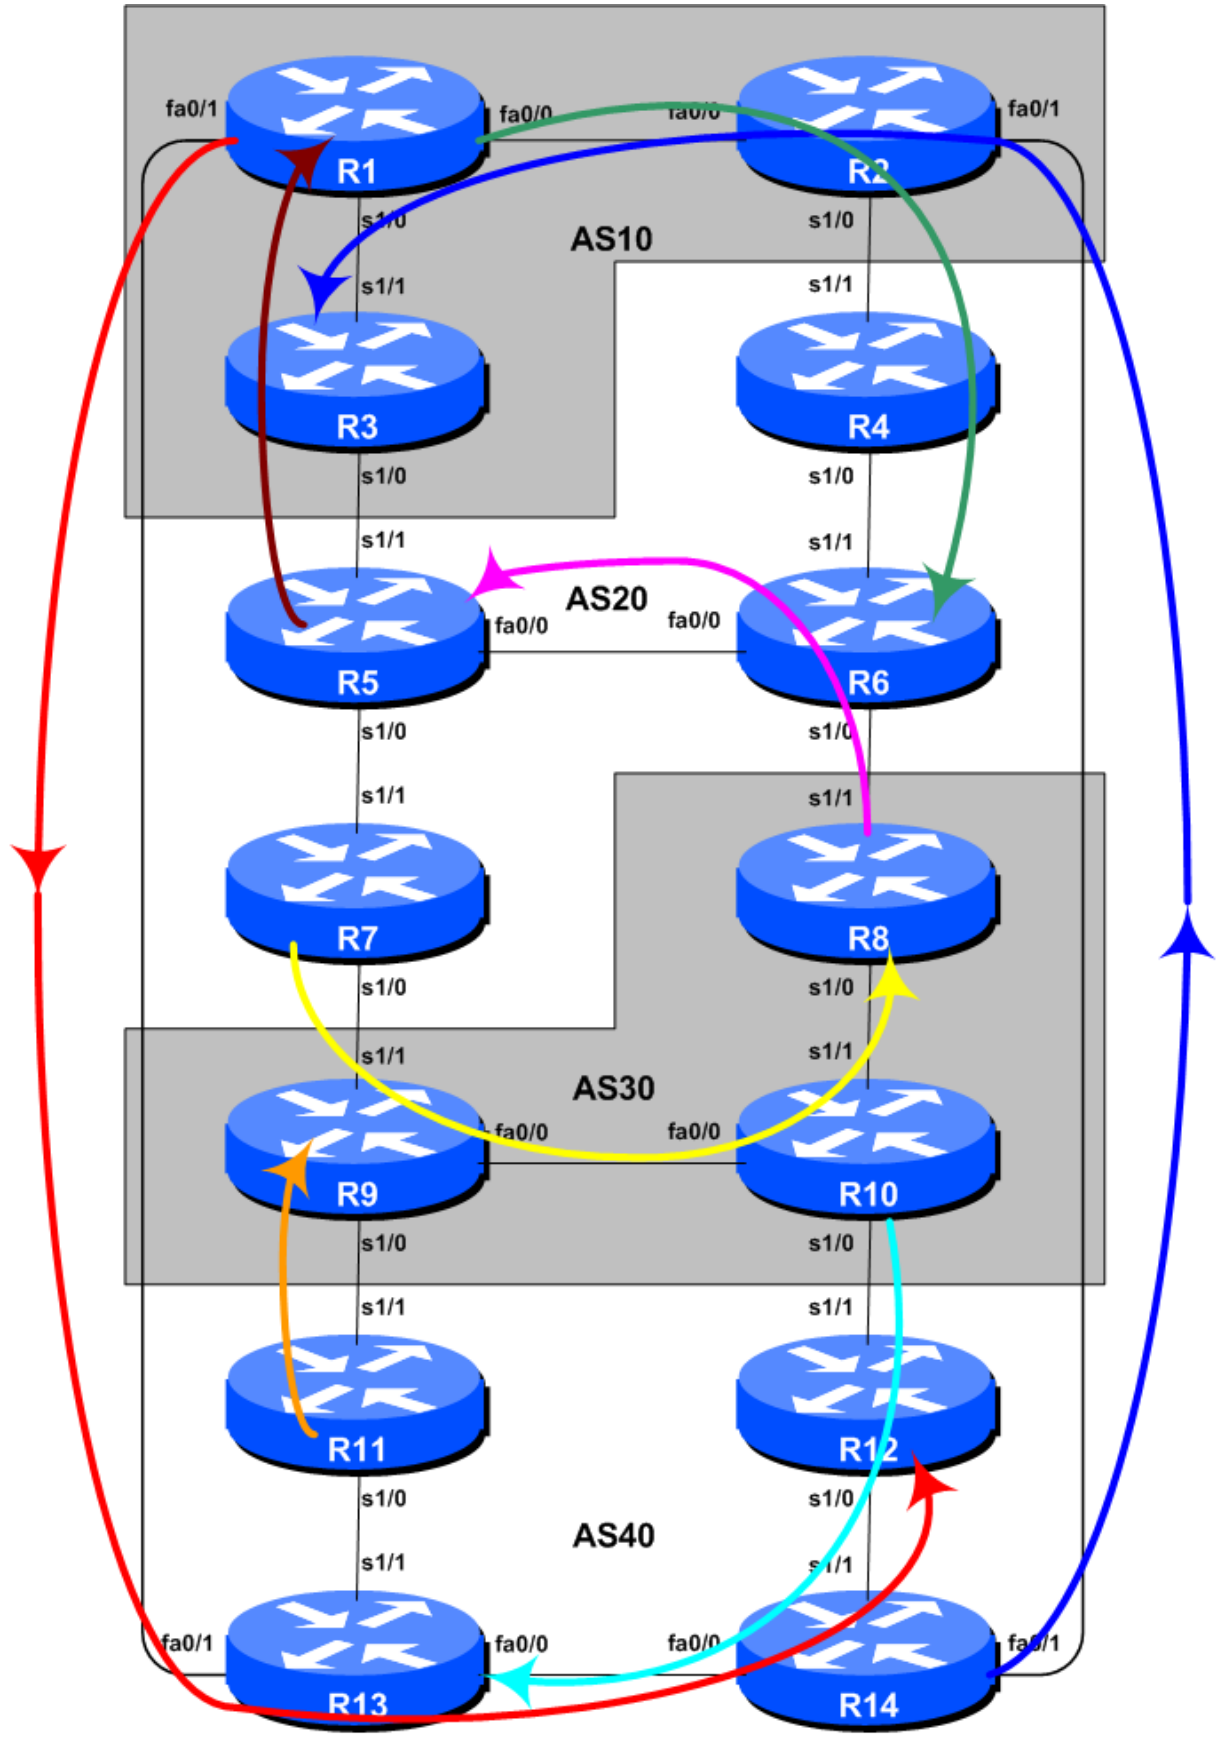 fa0/1 fa0/0 fa0/0 fa0/1
R1 R2
s1/0 s1/0
AS10
s1/1 s1/1
R3 R4
s1/0 s1/0
s1/1 s1/1
AS20
fa0/0 fa0/0
R5 R6
s1/0 s1/0
s1/1 s1/1
R7 R8
s1/0 s1/0
s1/1 s1/1
AS30
fa0/0 fa0/0
R9 R10
s1/0 s1/0
s1/1 s1/1
R11 R12
s1/0 s1/0
AS40
s1/1 s1/1
fa0/1 fa0/0 fa0/0 fa0/1
R13 R14